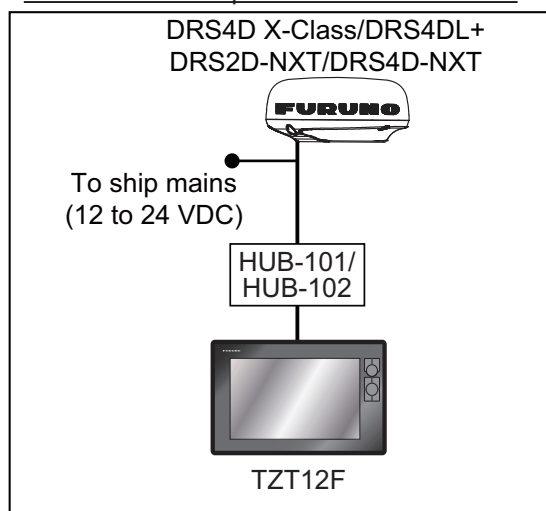 DRS4D X-Class/DRS4DL+
DRS2D-NXT/DRS4D-NXT
FURUNO
To ship mains
(12 to 24 VDC)
HUB-101/
HUB-102
FURUNO
TZT12F